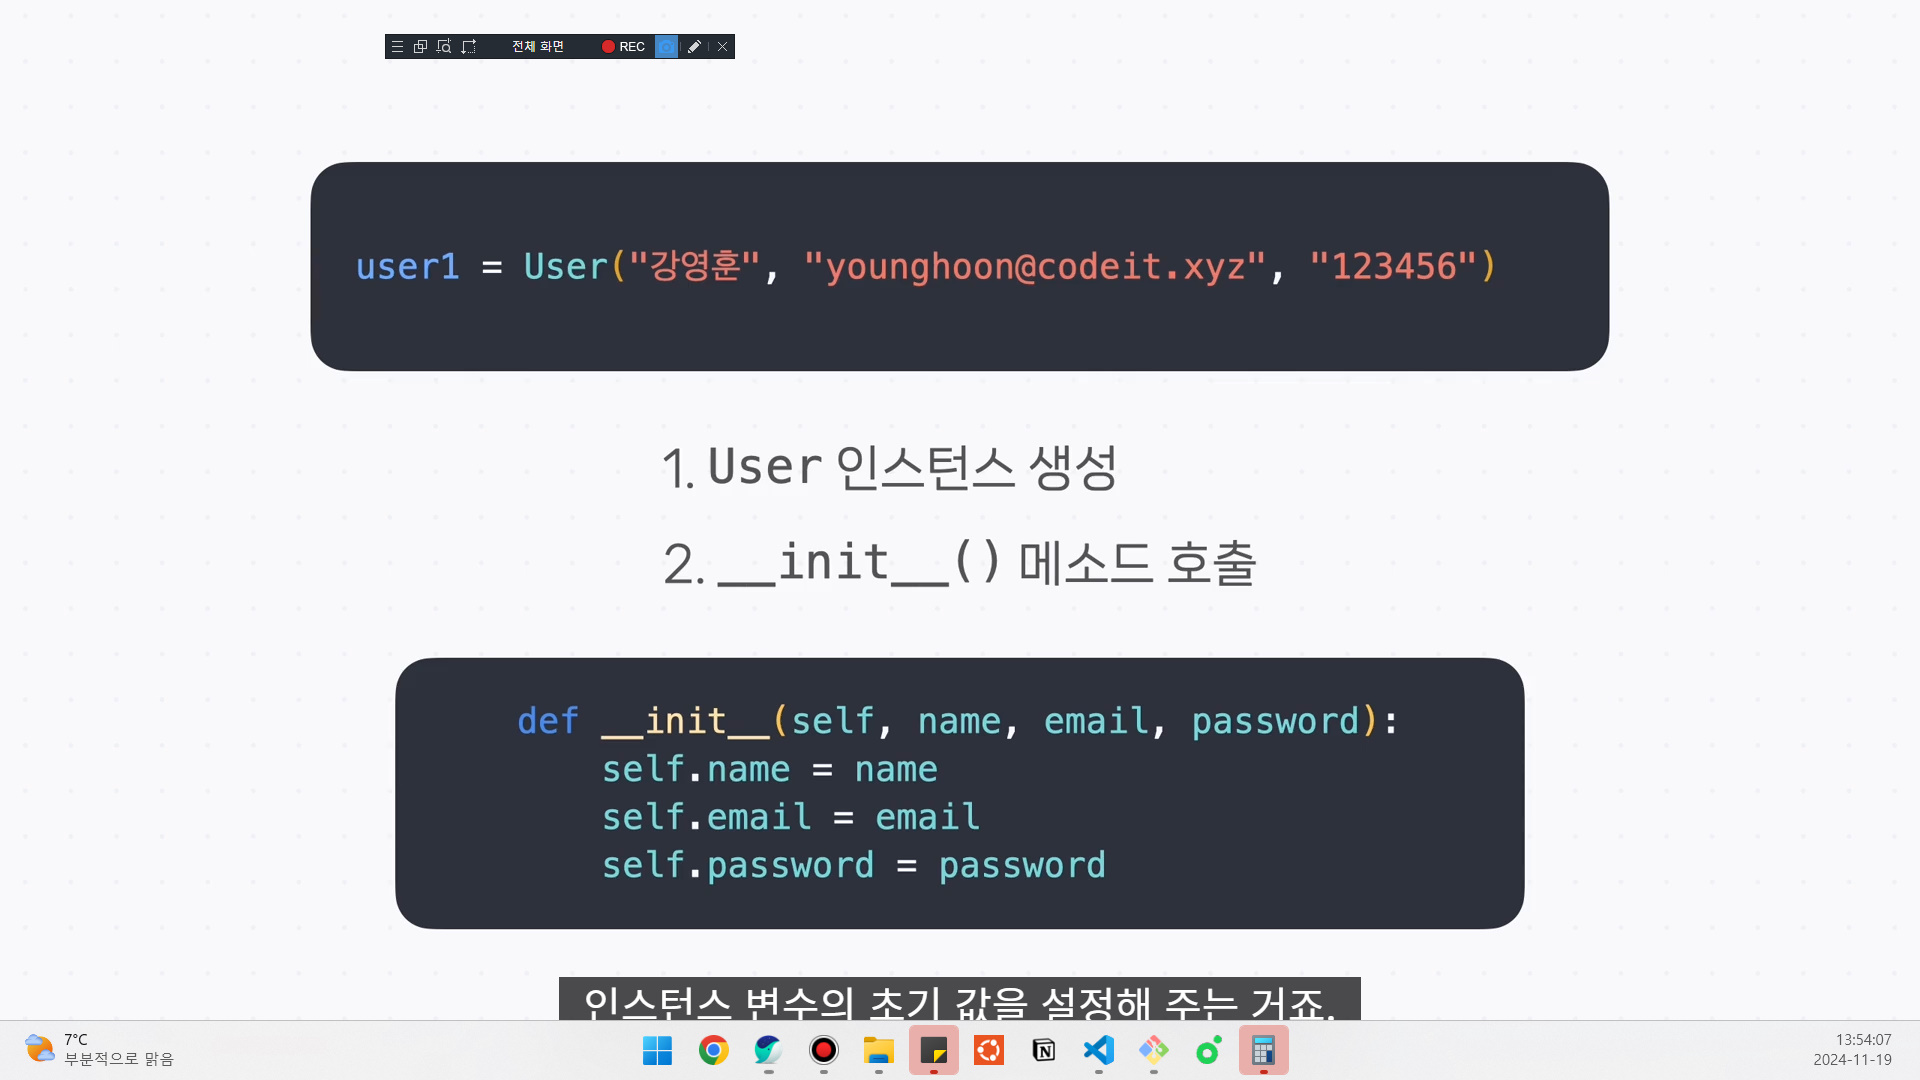 전체 화면 REC
user1 = User("강영훈", "younghoon@codeit.xyz", "123456")
1. User 인스턴스 생성
2. __init__() 메소드 호출
def __init__(self, name, email, password):
self.name = name
self.email = email
self.password = password
인스턴스 변수의 초기 값을 설정해 주는 거죠.
7°C
부분적으로 맑음
13:54:07
2024-11-19